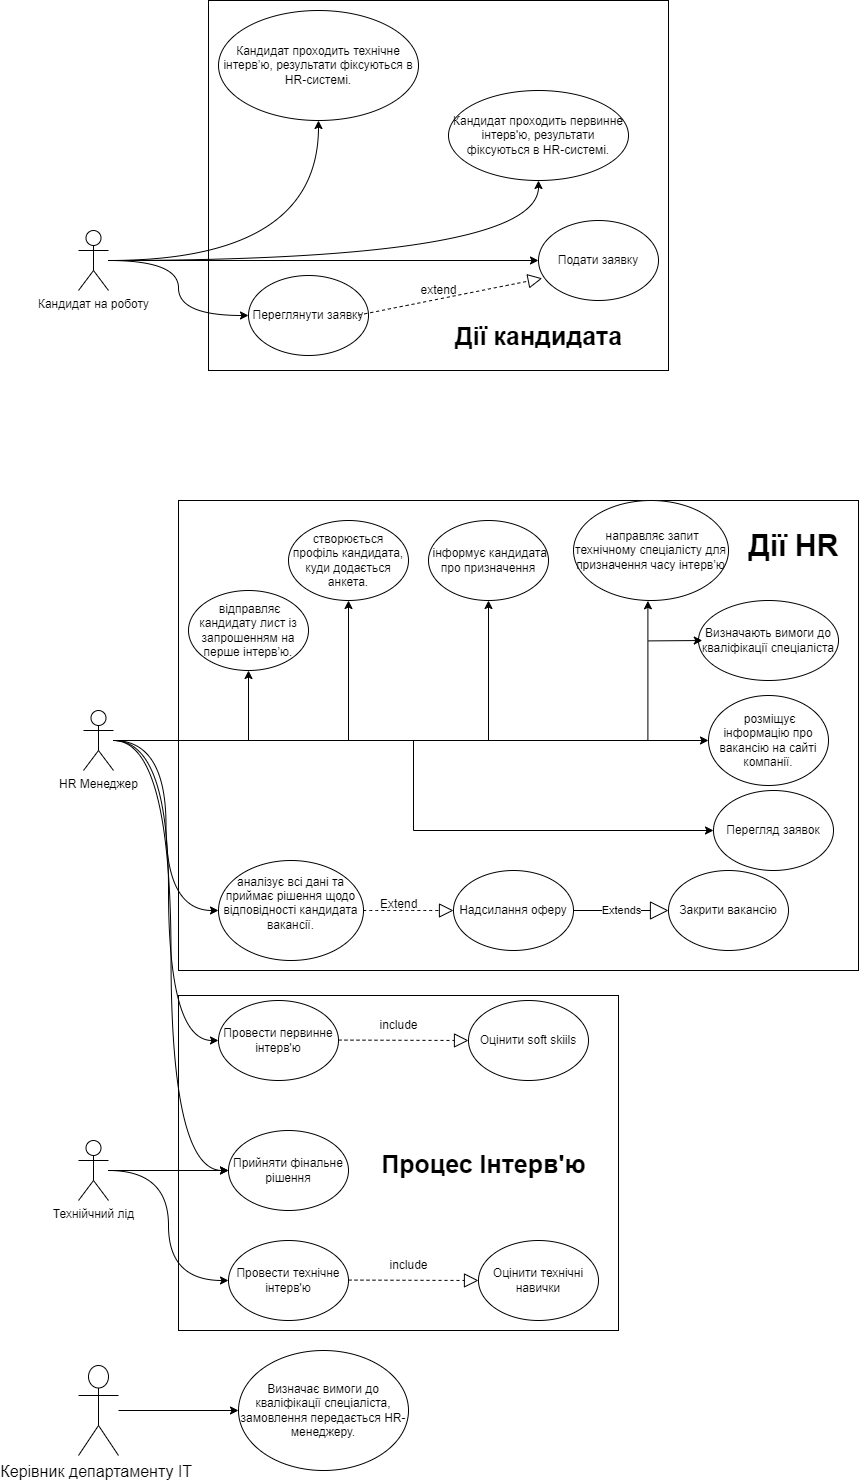 Кандидат проходить технічне
інтерв'ю, результати фіксуються в
HR-системі.
Кандидат проходить первинне
інтерв'ю, результати
фіксуються в HR-системі.
Подати заявку
Кандидат на роботу
extend
Переглянути заявку
Дії кандидата
створюється
профіль кандидата,
куди додається
анкета.
інформує кандидата
про призначення
направляє запит
технічному спеціалісту для
призначення часу інтерв'ю
Дії HR
відправляє
кандидату лист із
запрошенням на
перше інтерв'ю.
Визначають вимоги до
кваліфікації спеціаліста
розміщує
інформацію про
вакансію на сайті
компанії.
HR Менеджер
Перегляд заявок
аналізує всі дані та
приймає рішення щодо
відповідності кандидата
вакансії.
Extend
Надсилання оферу
Extends
Закрити вакансію
Провести первинне
інтерв'ю
include
Оцінити soft skiils
Прийняти фінальне
рішення
Процес Інтерв'ю
Технійчний лід
Провести технічне
інтерв'ю
include
Оцінити технічні
навички
Визначає вимоги до
кваліфікації спеціаліста,
замовлення передається HR-
менеджеру.
Керівник департаменту ІТ